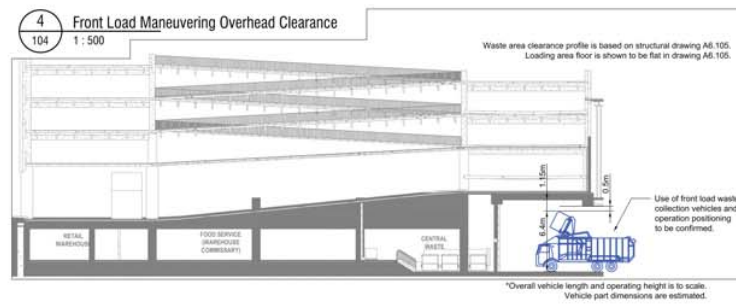 4
Front Load Maneuvering Overhead Clearance
104
1 : 500
Waste area clearance profile is based on structural drawing A6.105.
Loading area floor is shown to be flat in drawing A6.105.
1.15m
0.5m
Use of front load waste
collection vehicles and
operation positioning
to be confirmed.
6.4m
RETAIL
WAREHOUSE
FOOD SERVICE
(WAREHOUSE
COMMISSARY)
CENTRAL
WASTE
*Overall vehicle length and operating height is to scale.
Vehicle part dimensions are estimated.